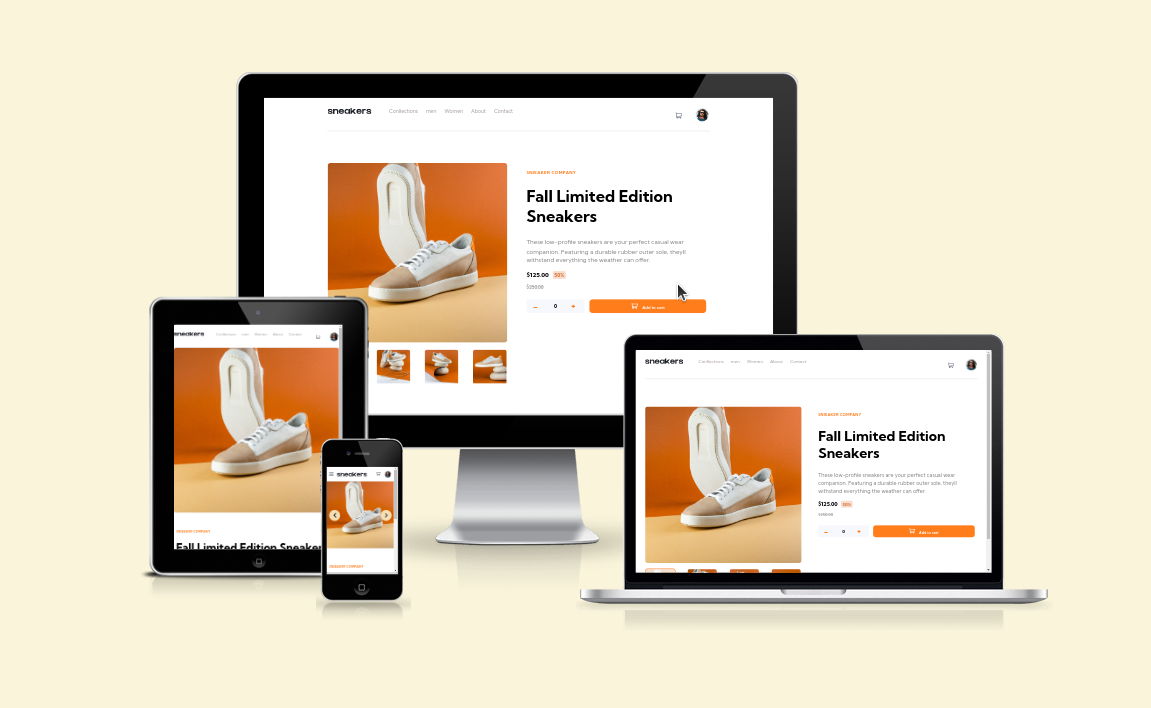 sneakers Conllections men Women About Contact
SNEAKER COMPANY
Fall Limited Edition
Sneakers
These low-profile sneakers are your perfect casual wear
companion. Featuring a durable rubber outer sole, they'll
withstand everything the weather can offer.
$125.00 50%
$250.00
– 0 +
Add to cart
sneakers Conllections men Women About Contact
SNEAKER COMPANY
Fall Limited Edition Sneaker
sneakers
SNEAKER COMPANY
sneakers Conllections men Women About Contact
SNEAKER COMPANY
Fall Limited Edition
Sneakers
These low-profile sneakers are your perfect casual wear
companion. Featuring a durable rubber outer sole, they'll
withstand everything the weather can offer.
$125.00 50%
$250.00
– 0 +
Add to cart